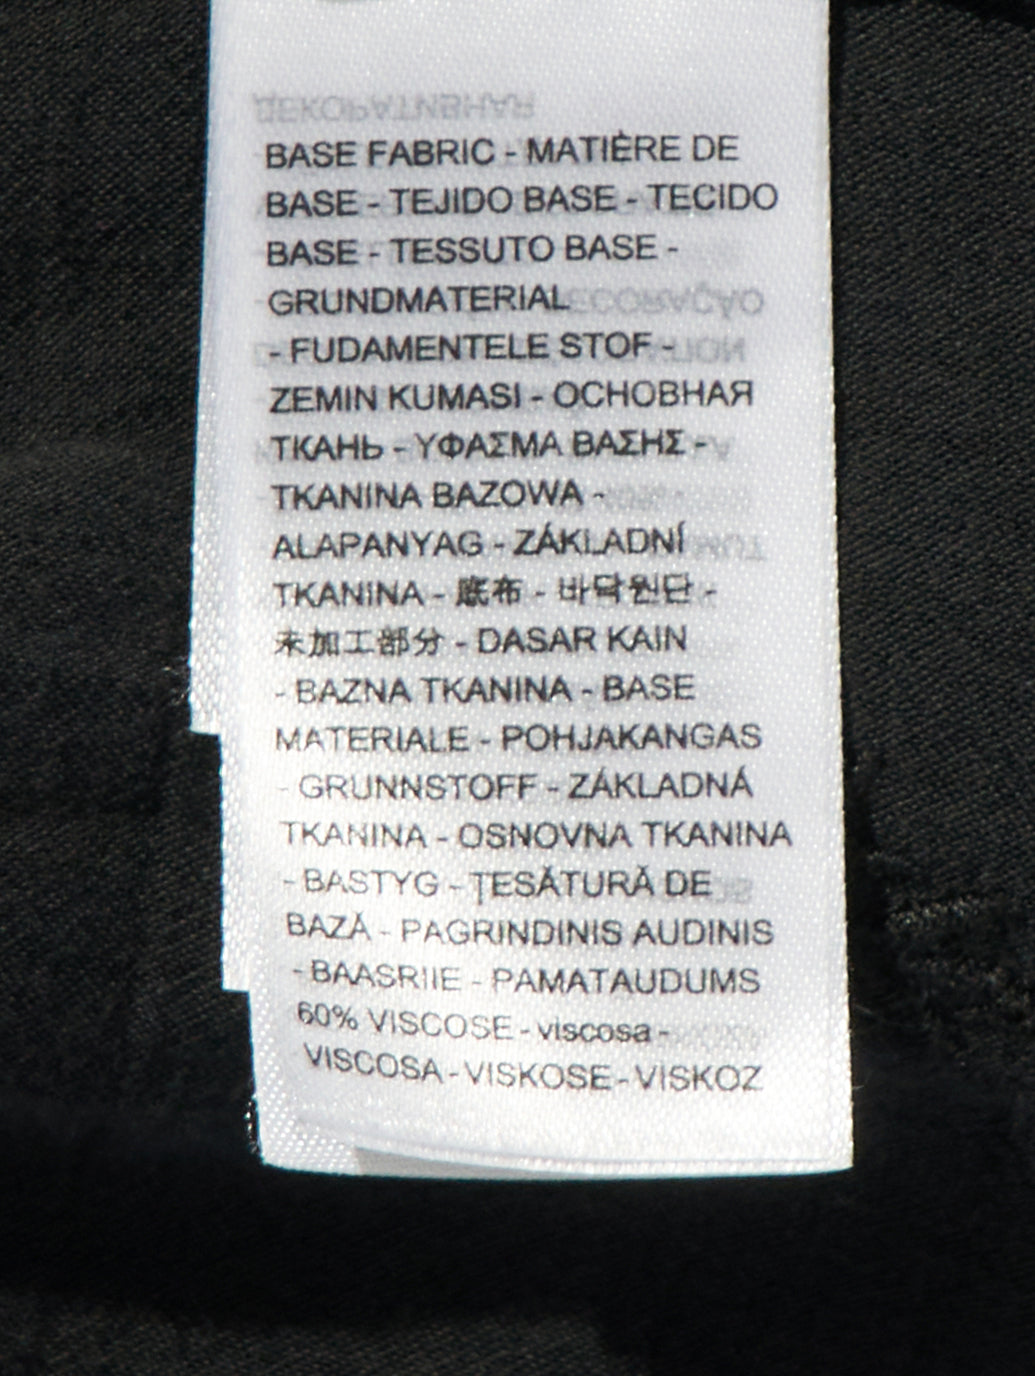 BASE FABRIC - MATIÈRE DE
BASE - TEJIDO BASE - TECIDO
BASE - TESSUTO BASE -
GRUNDMATERIAL
- FUDAMENTELE STOF -
ZEMIN KUMASI - ОСНОВНАЯ
ТКАНЬ - ΥΦΑΣΜΑ ΒΑΣΗΣ -
TKANINA BAZOWA -
ALAPANYAG - ZÁKLADNÍ
TKANINA - 底布 - 바닥원단 -
未加工部分 - DASAR KAIN
- BAZNA TKANINA - BASE
MATERIALE - POHJAKANGAS
- GRUNNSTOFF - ZÁKLADNÁ
TKANINA - OSNOVNA TKANINA
- BASTYG - ȚESĂTURĂ DE
BAZĂ - PAGRINDINIS AUDINIS
- BAASRIIE - PAMATAUDUMS
60% VISCOSE - viscosa -
VISCOSA - VISKOSE - VISKOZ